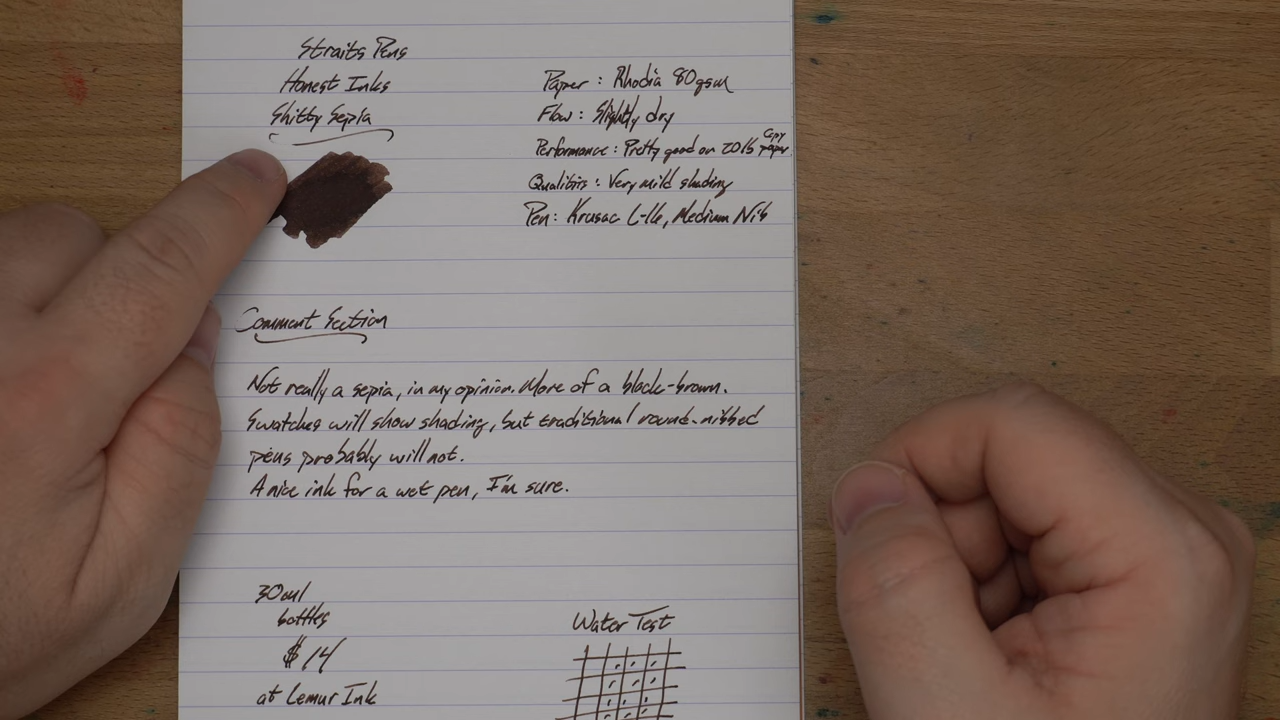 Straits Pens
Honest Inks
Shitty Sepia
Paper : Rhodia 80gsm
Flow : Slightly dry
Performance : Pretty good on 20lb copy paper
Qualities : Very mild shading
Pen : Krusac L-16, Medium Nib
Comment Section
Not really a sepia, in my opinion. More of a black-brown.
Swatches will show shading, but traditional round-nibbed
pens probably will not.
A nice ink for a wet pen, I'm sure.
30ml
bottles
$14
at Lemur Ink
Water Test